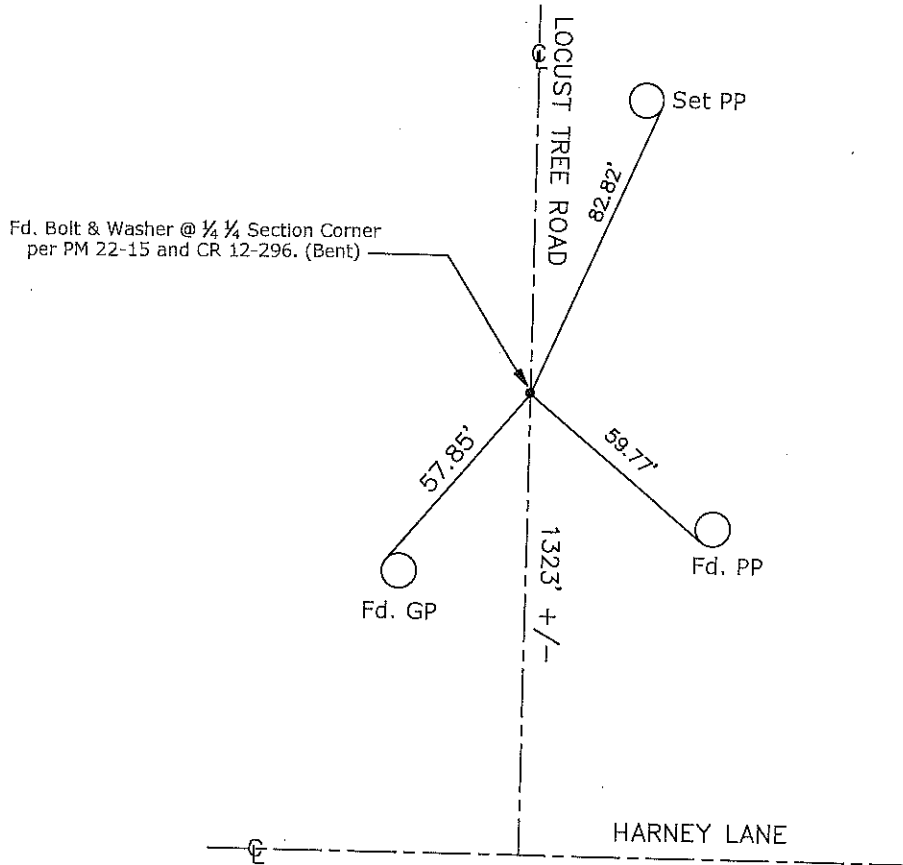 LOCUST TREE ROAD
℄
Set PP
82.82'
Fd. Bolt & Washer @ ¼ ¼ Section Corner
per PM 22-15 and CR 12-296. (Bent)
57.85'
59.77'
1323' +/-
Fd. PP
Fd. GP
HARNEY LANE
℄